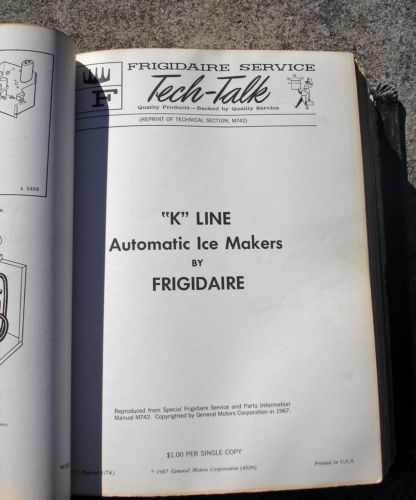 FRIGIDAIRE SERVICE
F
Tech-Talk
Quality Products—Backed by Quality Service
(REPRINT OF TECHNICAL SECTION, M742)
A 3408
"K" LINE
Automatic Ice Makers
BY
FRIGIDAIRE
Reproduced from Special Frigidaire Service and Parts Information
Manual M742. Copyrighted by General Motors Corporation in 1967.
$1.00 PER SINGLE COPY
© 1967 General Motors Corporation (4020)
Printed in U.S.A.